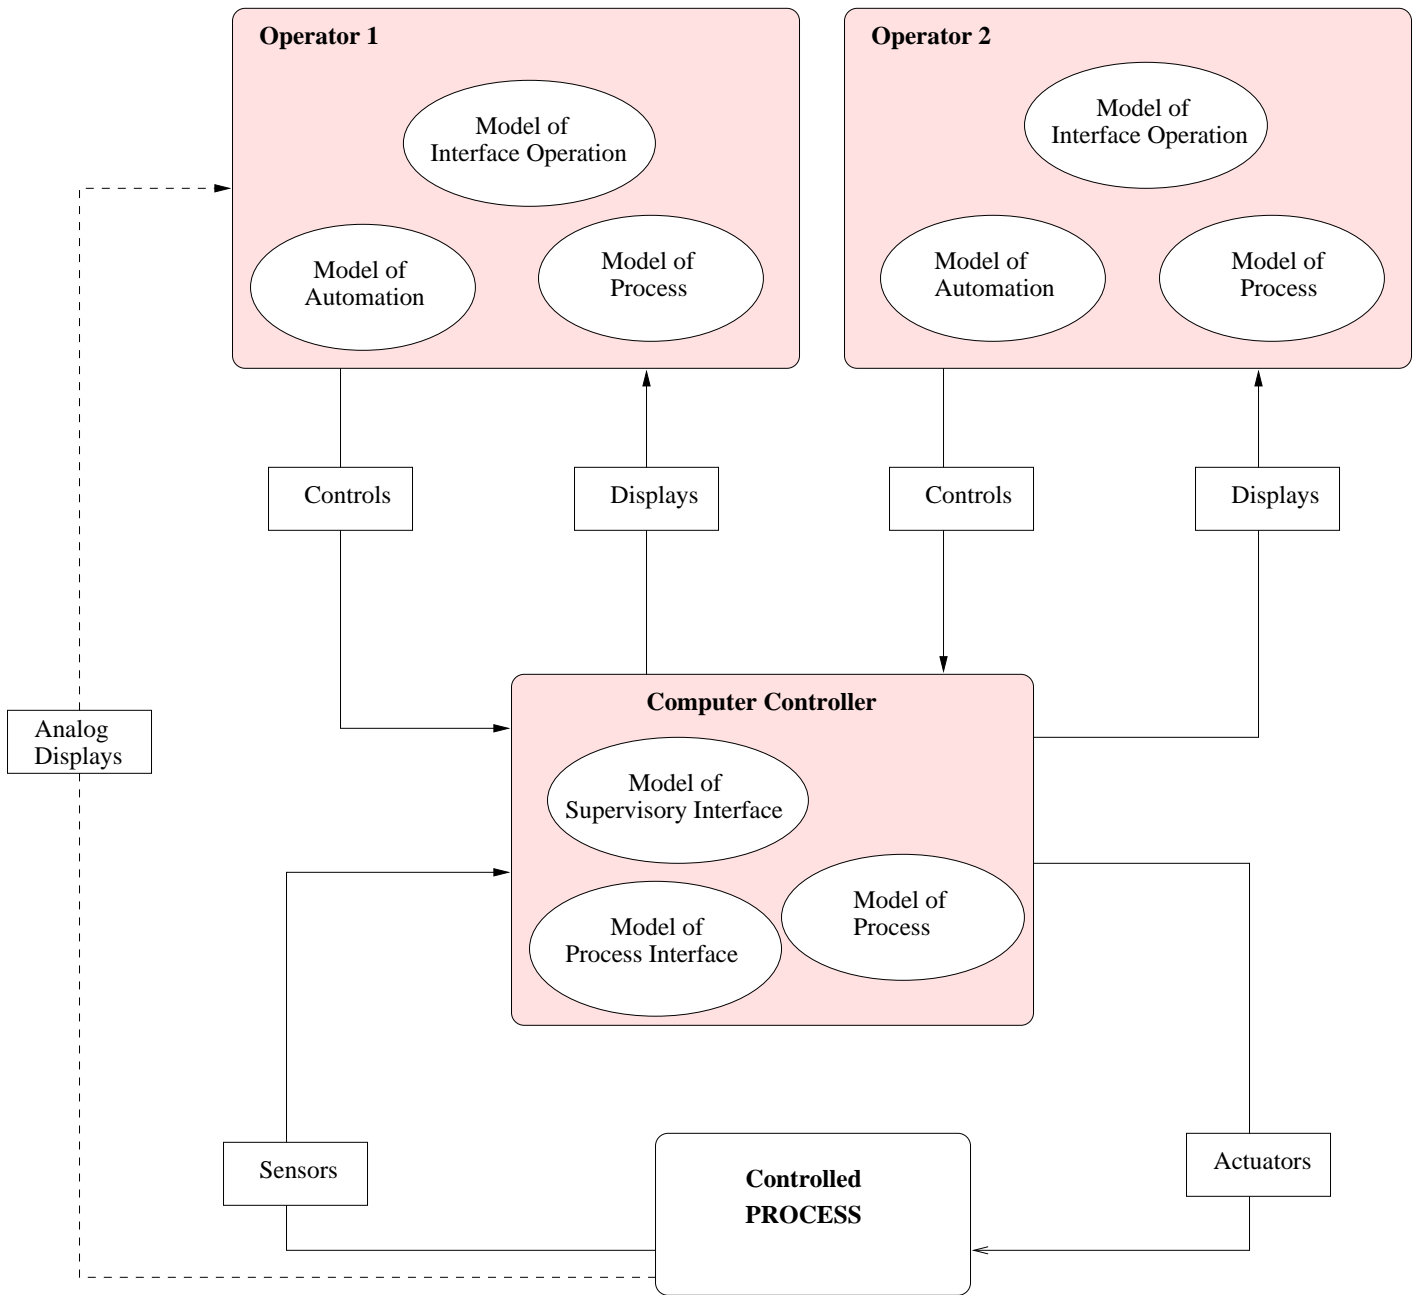 Operator 1
Model of
Interface Operation
Model of
Automation
Model of
Process
Operator 2
Model of
Interface Operation
Model of
Automation
Model of
Process
Controls
Displays
Controls
Displays
Analog
Displays
Computer Controller
Model of
Supervisory Interface
Model of
Process
Model of
Process Interface
Sensors
Controlled
PROCESS
Actuators